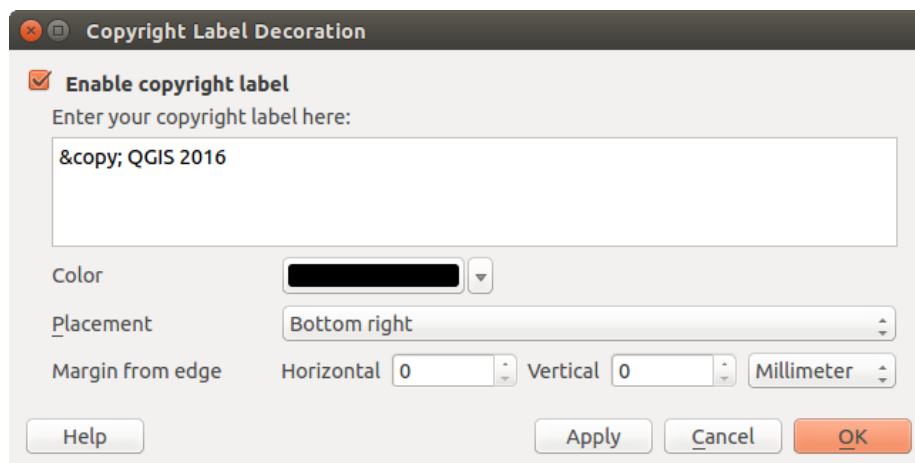 Copyright Label Decoration
Enable copyright label
Enter your copyright label here:
&copy; QGIS 2016
Color
Placement Bottom right
Margin from edge Horizontal 0 Vertical 0 Millimeter
Help Apply Cancel OK